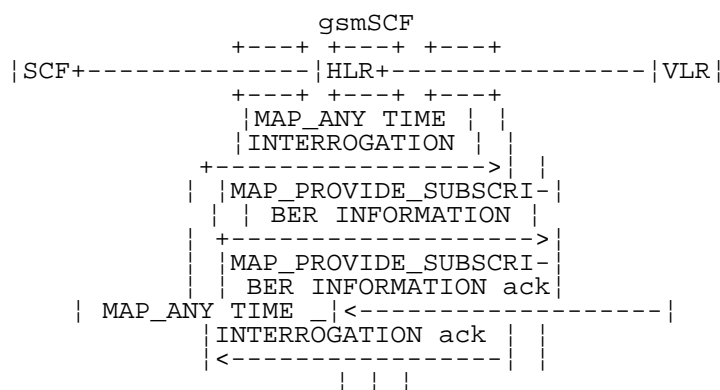 gsmSCF
+---+ +---+ +---+
¦SCF+--------------¦HLR+----------------¦VLR¦
+---+ +---+ +---+
¦MAP_ANY TIME ¦ ¦
¦INTERROGATION ¦ ¦
+----------------->¦ ¦
¦ ¦MAP_PROVIDE_SUBSCRI-¦
¦ ¦ BER INFORMATION ¦
¦ +------------------->¦
¦ ¦MAP_PROVIDE_SUBSCRI-¦
¦ ¦ BER INFORMATION ack¦
¦ MAP_ANY TIME _¦<--------------------¦
¦INTERROGATION ack ¦ ¦
¦<-----------------¦ ¦
¦ ¦ ¦